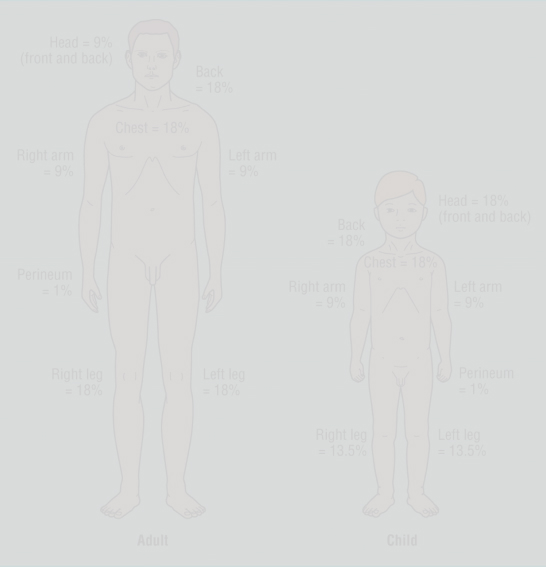 Head = 9%
(front and back)
Back
= 18%
Chest = 18%
Right arm
= 9%
Left arm
= 9%
Perineum
= 1%
Right leg
= 18%
Left leg
= 18%
Adult
Head = 18%
(front and back)
Back
= 18%
Chest = 18%
Right arm
= 9%
Left arm
= 9%
Perineum
= 1%
Right leg
= 13.5%
Left leg
= 13.5%
Child